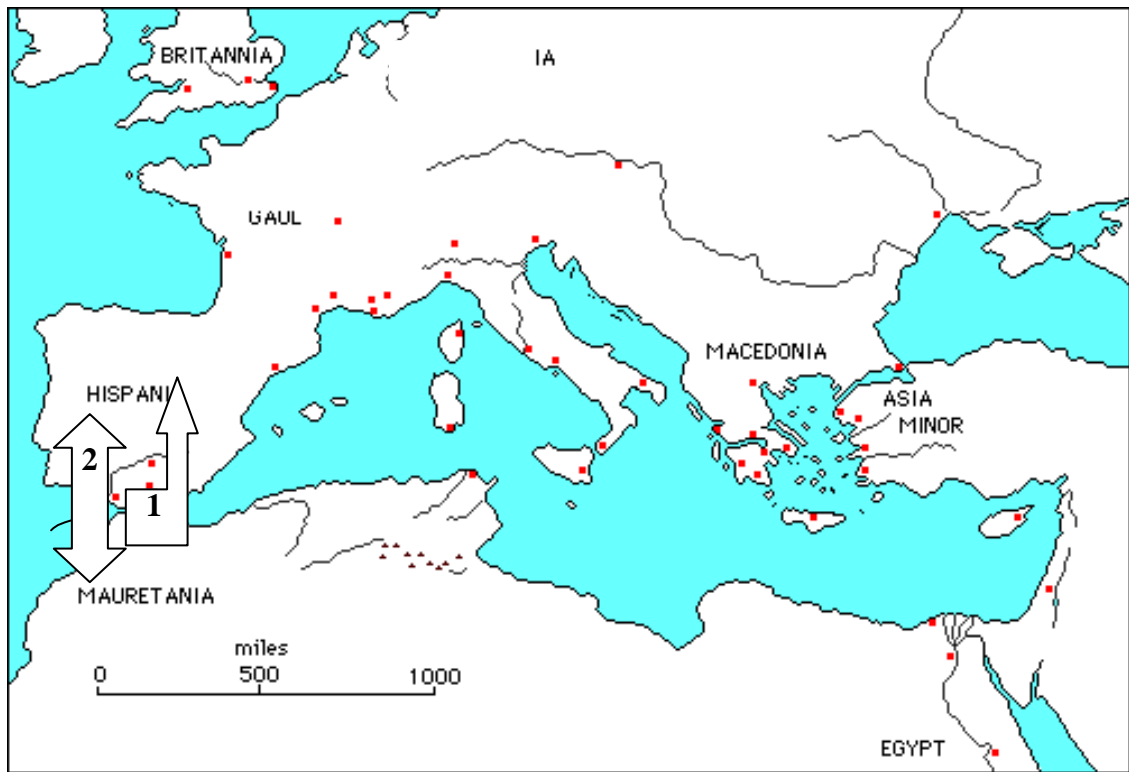 BRITANNIA
IA
GAUL
MACEDONIA
HISPANI
ASIA
MINOR
2
1
MAURETANIA
miles
0 500 1000
EGYPT